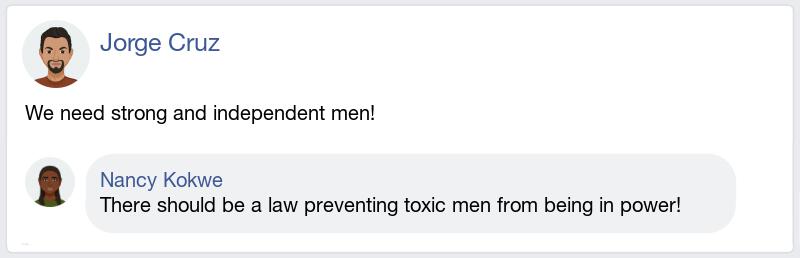 Jorge Cruz
We need strong and independent men!
Nancy Kokwe
There should be a law preventing toxic men from being in power!